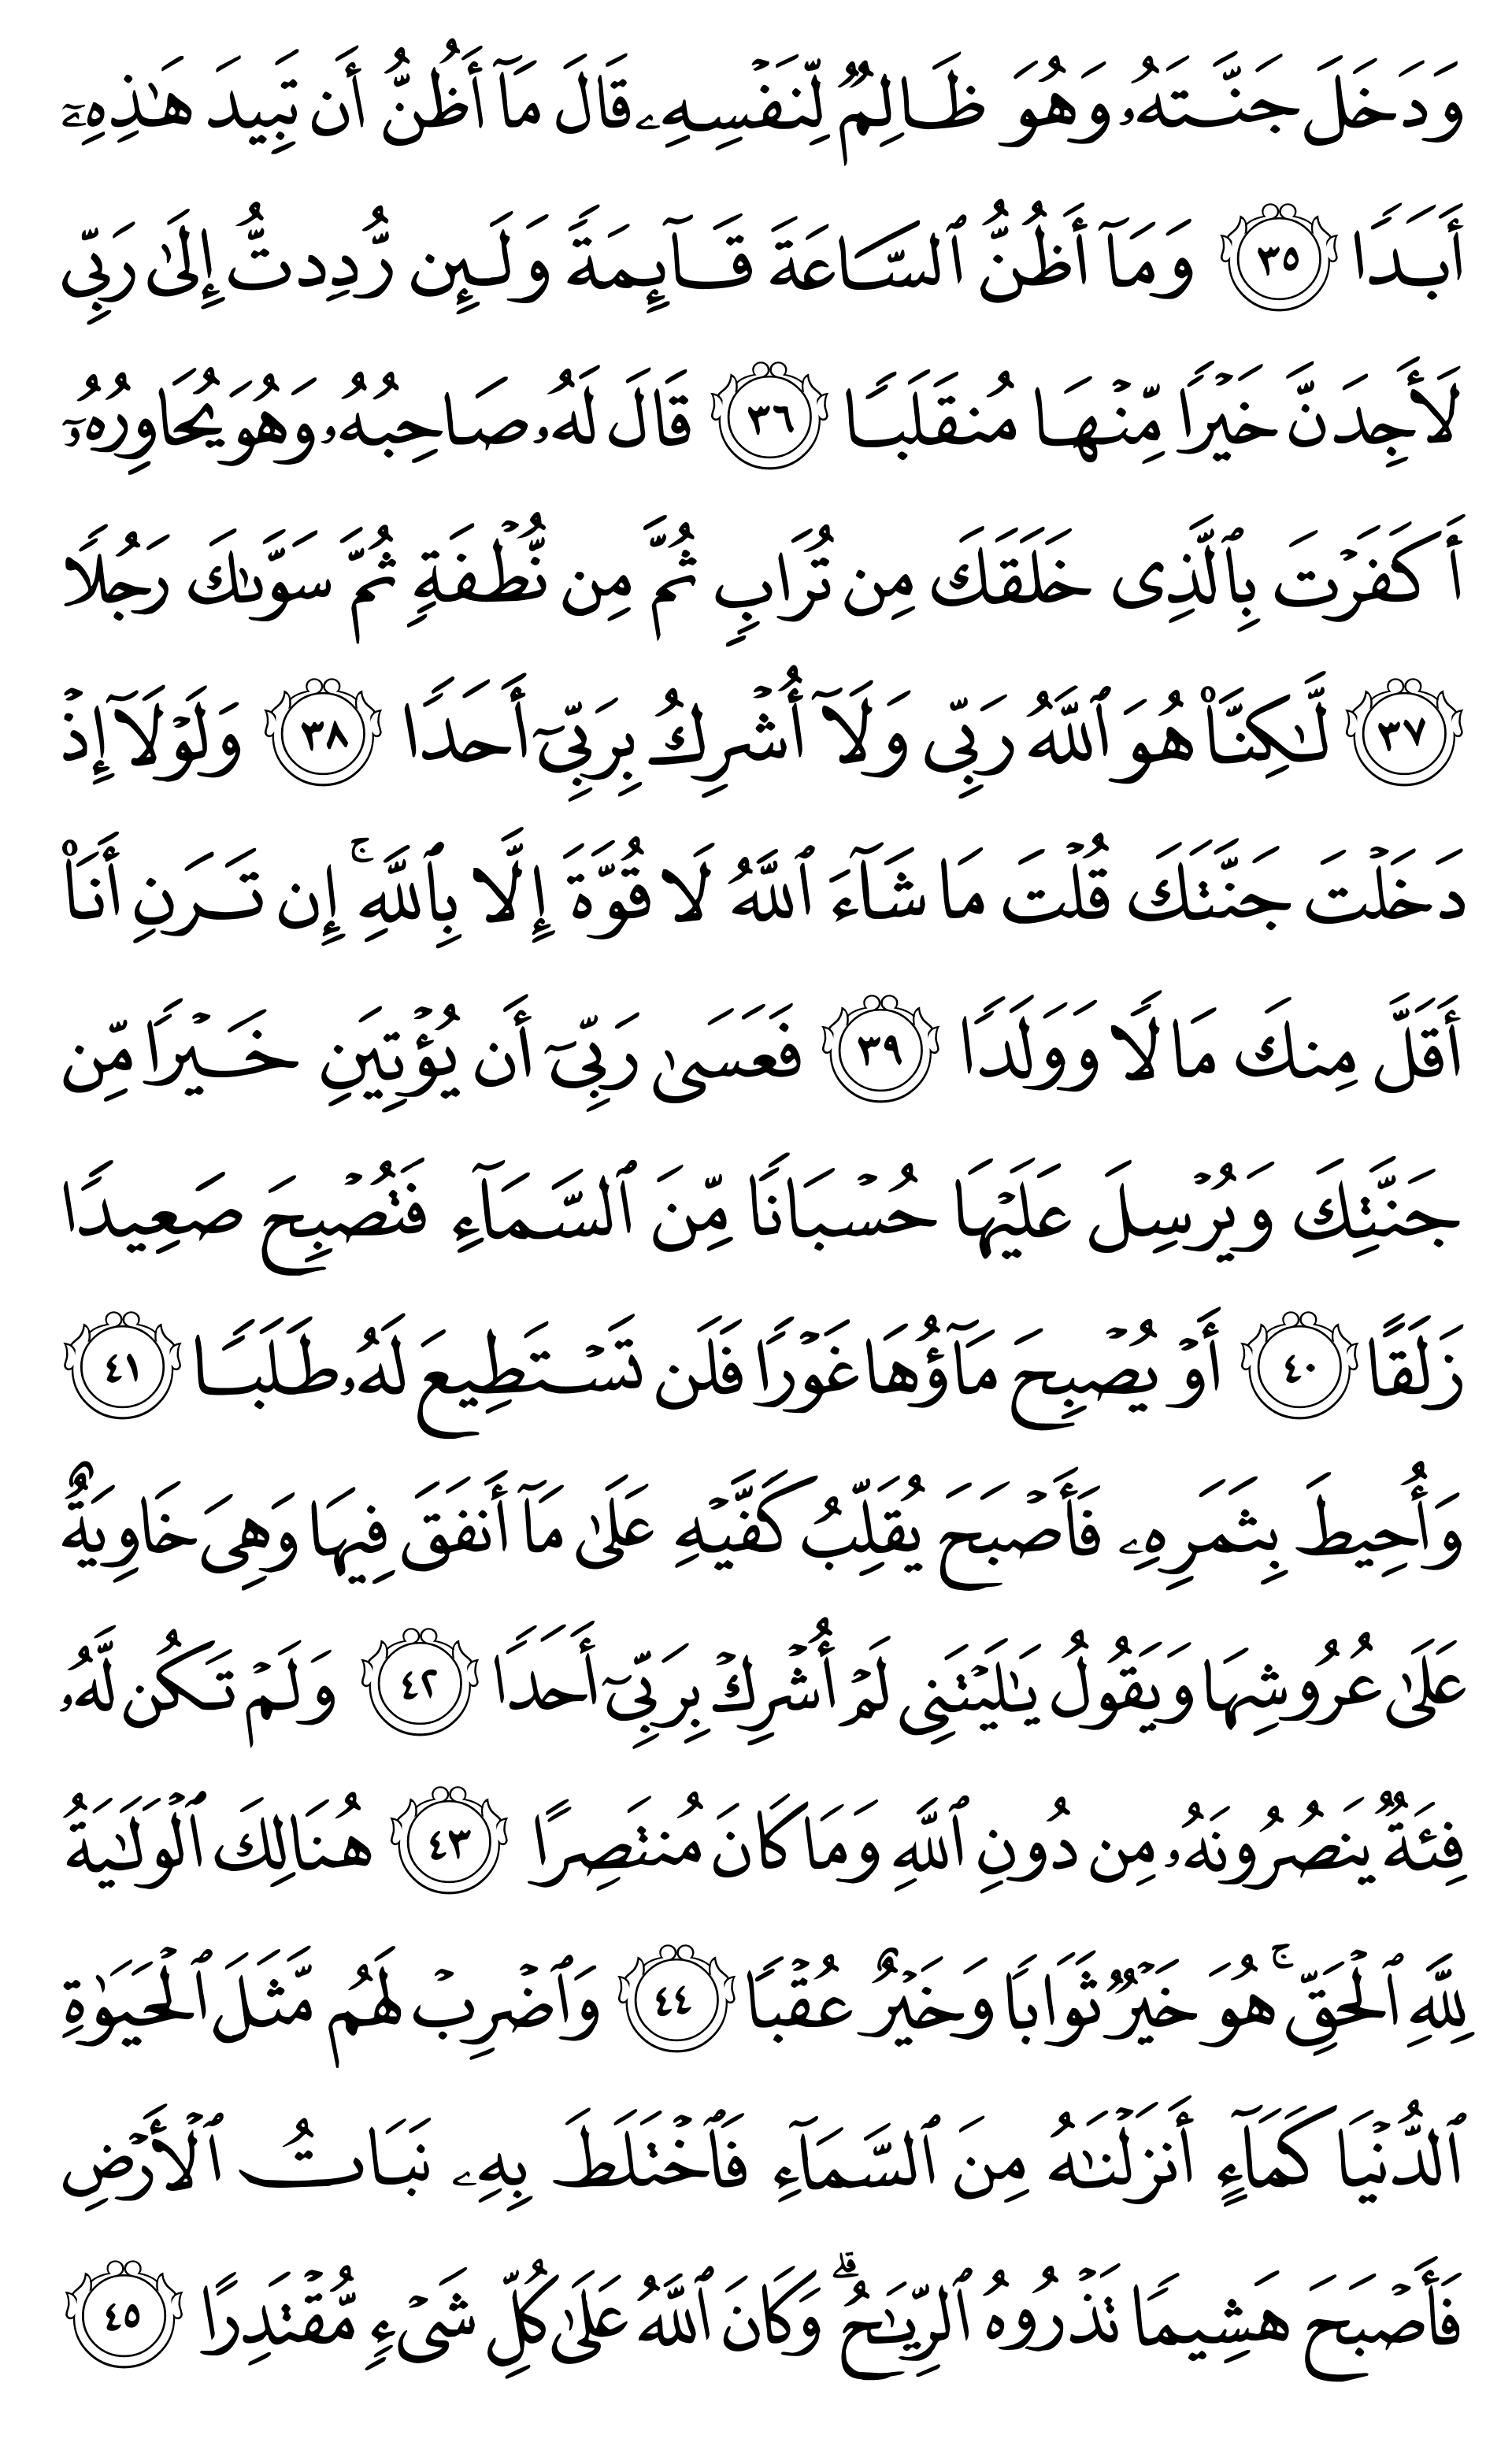 وَدَخَلَ جَنَّتَهُۥ وَهُوَ ظَالِمٌ لِّنَفْسِهِۦ قَالَ مَآ أَظُنُّ أَن تَبِيدَ هَـٰذِهِۦٓ
أَبَدًا ٣٥ وَمَآ أَظُنُّ ٱلسَّاعَةَ قَآئِمَةً وَلَئِن رُّدِدتُّ إِلَىٰ رَبِّى
لَأَجِدَنَّ خَيْرًا مِّنْهَا مُنقَلَبًا ٣٦ قَالَ لَهُۥ صَاحِبُهُۥ وَهُوَ يُحَاوِرُهُۥٓ
أَكَفَرْتَ بِٱلَّذِى خَلَقَكَ مِن تُرَابٍ ثُمَّ مِن نُّطْفَةٍ ثُمَّ سَوَّىٰكَ رَجُلًا
٣٧ لَّـٰكِنَّا۠ هُوَ ٱللَّهُ رَبِّى وَلَآ أُشْرِكُ بِرَبِّىٓ أَحَدًا ٣٨ وَلَوْلَآ إِذْ
دَخَلْتَ جَنَّتَكَ قُلْتَ مَا شَآءَ ٱللَّهُ لَا قُوَّةَ إِلَّا بِٱللَّهِ ۚ إِن تَرَنِ أَنَا۠
أَقَلَّ مِنكَ مَالًا وَوَلَدًا ٣٩ فَعَسَىٰ رَبِّىٓ أَن يُؤْتِيَنِ خَيْرًا مِّن
جَنَّتِكَ وَيُرْسِلَ عَلَيْهَا حُسْبَانًا مِّنَ ٱلسَّمَآءِ فَتُصْبِحَ صَعِيدًا
زَلَقًا ٤٠ أَوْ يُصْبِحَ مَآؤُهَا غَوْرًا فَلَن تَسْتَطِيعَ لَهُۥ طَلَبًا ٤١
وَأُحِيطَ بِثَمَرِهِۦ فَأَصْبَحَ يُقَلِّبُ كَفَّيْهِ عَلَىٰ مَآ أَنفَقَ فِيهَا وَهِىَ خَاوِيَةٌ
عَلَىٰ عُرُوشِهَا وَيَقُولُ يَـٰلَيْتَنِى لَمْ أُشْرِكْ بِرَبِّىٓ أَحَدًا ٤٢ وَلَمْ تَكُن لَّهُۥ
فِئَةٌ يَنصُرُونَهُۥ مِن دُونِ ٱللَّهِ وَمَا كَانَ مُنتَصِرًا ٤٣ هُنَالِكَ ٱلْوَلَـٰيَةُ
لِلَّهِ ٱلْحَقِّ ۚ هُوَ خَيْرٌ ثَوَابًا وَخَيْرٌ عُقْبًا ٤٤ وَٱضْرِبْ لَهُم مَّثَلَ ٱلْحَيَوٰةِ
ٱلدُّنْيَا كَمَآءٍ أَنزَلْنَـٰهُ مِنَ ٱلسَّمَآءِ فَٱخْتَلَطَ بِهِۦ نَبَاتُ ٱلْأَرْضِ
فَأَصْبَحَ هَشِيمًا تَذْرُوهُ ٱلرِّيَـٰحُ ۗ وَكَانَ ٱللَّهُ عَلَىٰ كُلِّ شَىْءٍ مُّقْتَدِرًا ٤٥